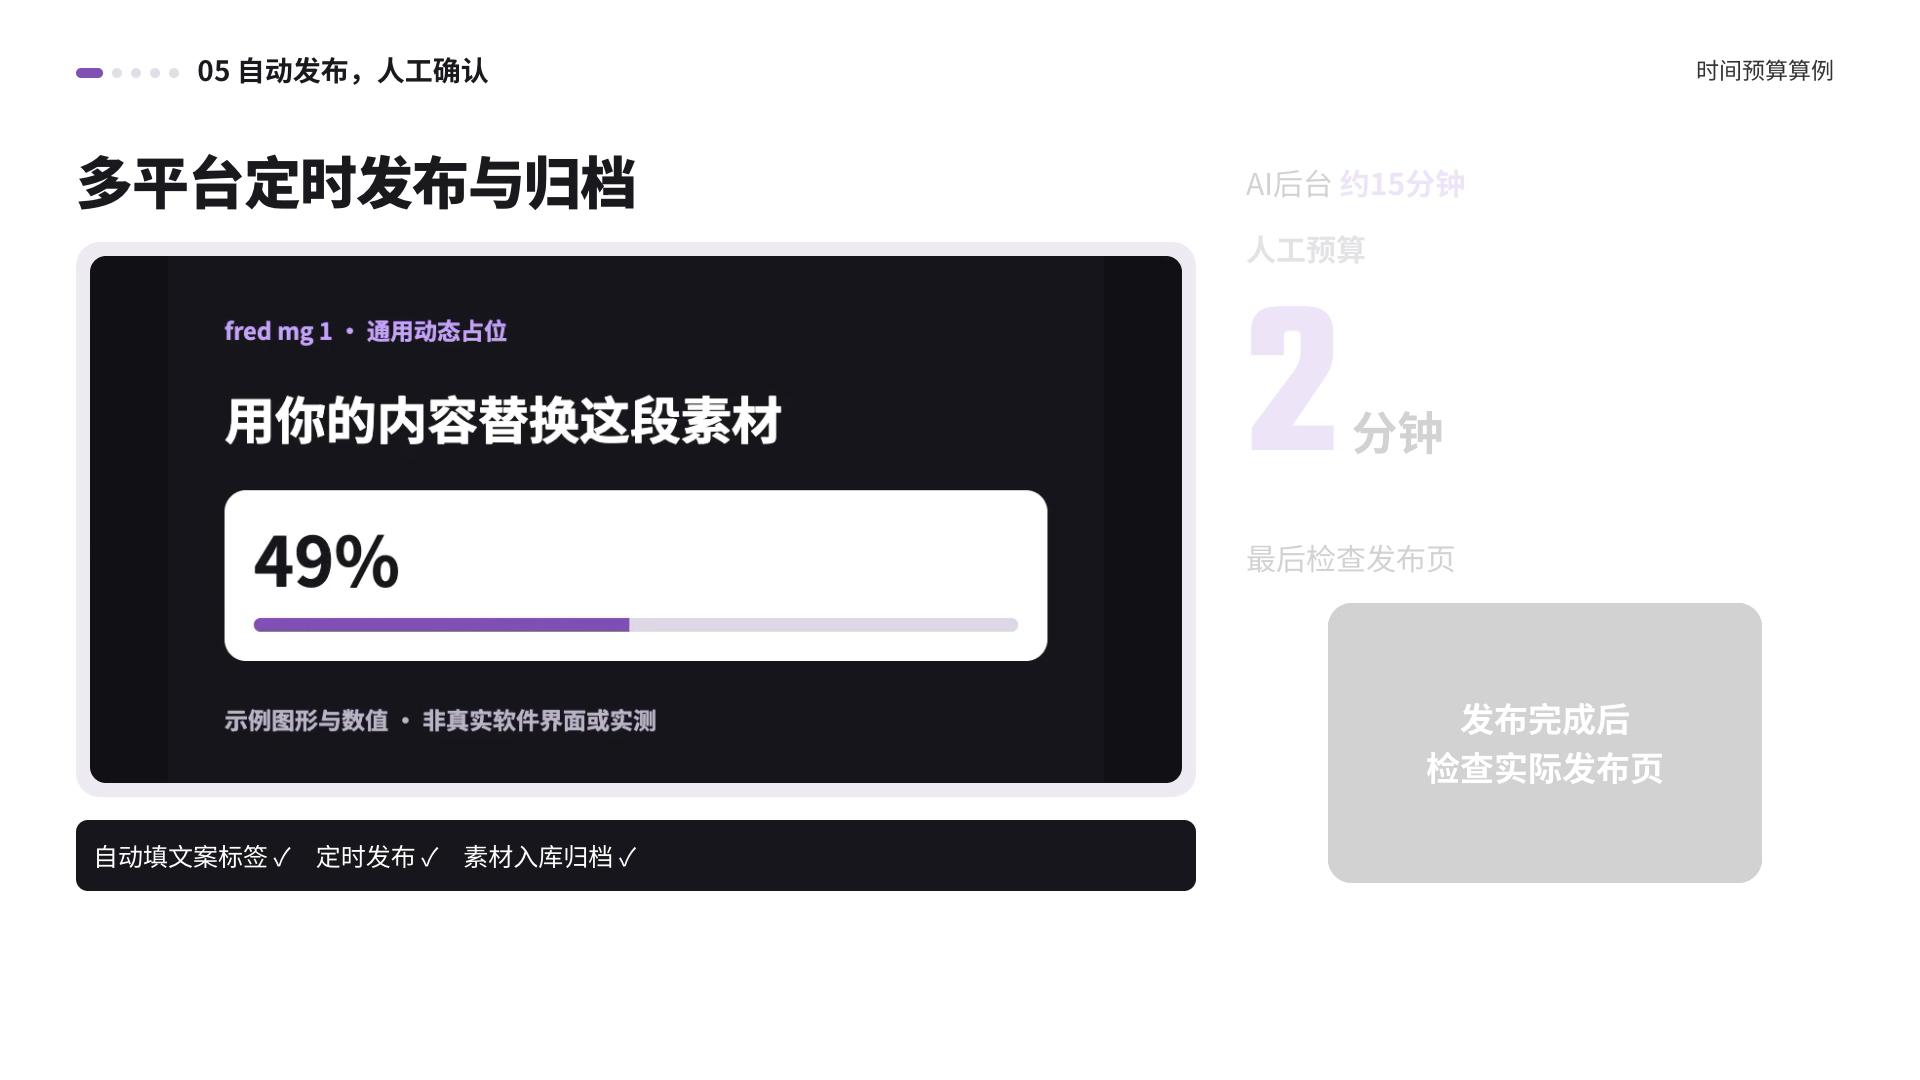 05 自动发布，人工确认
时间预算算例
多平台定时发布与归档
fred mg 1 · 通用动态占位
用你的内容替换这段素材
49%
示例图形与数值 · 非真实软件界面或实测
自动填文案标签✓ 定时发布✓ 素材入库归档✓
AI后台 约15分钟
人工预算
2 分钟
最后检查发布页
发布完成后
检查实际发布页